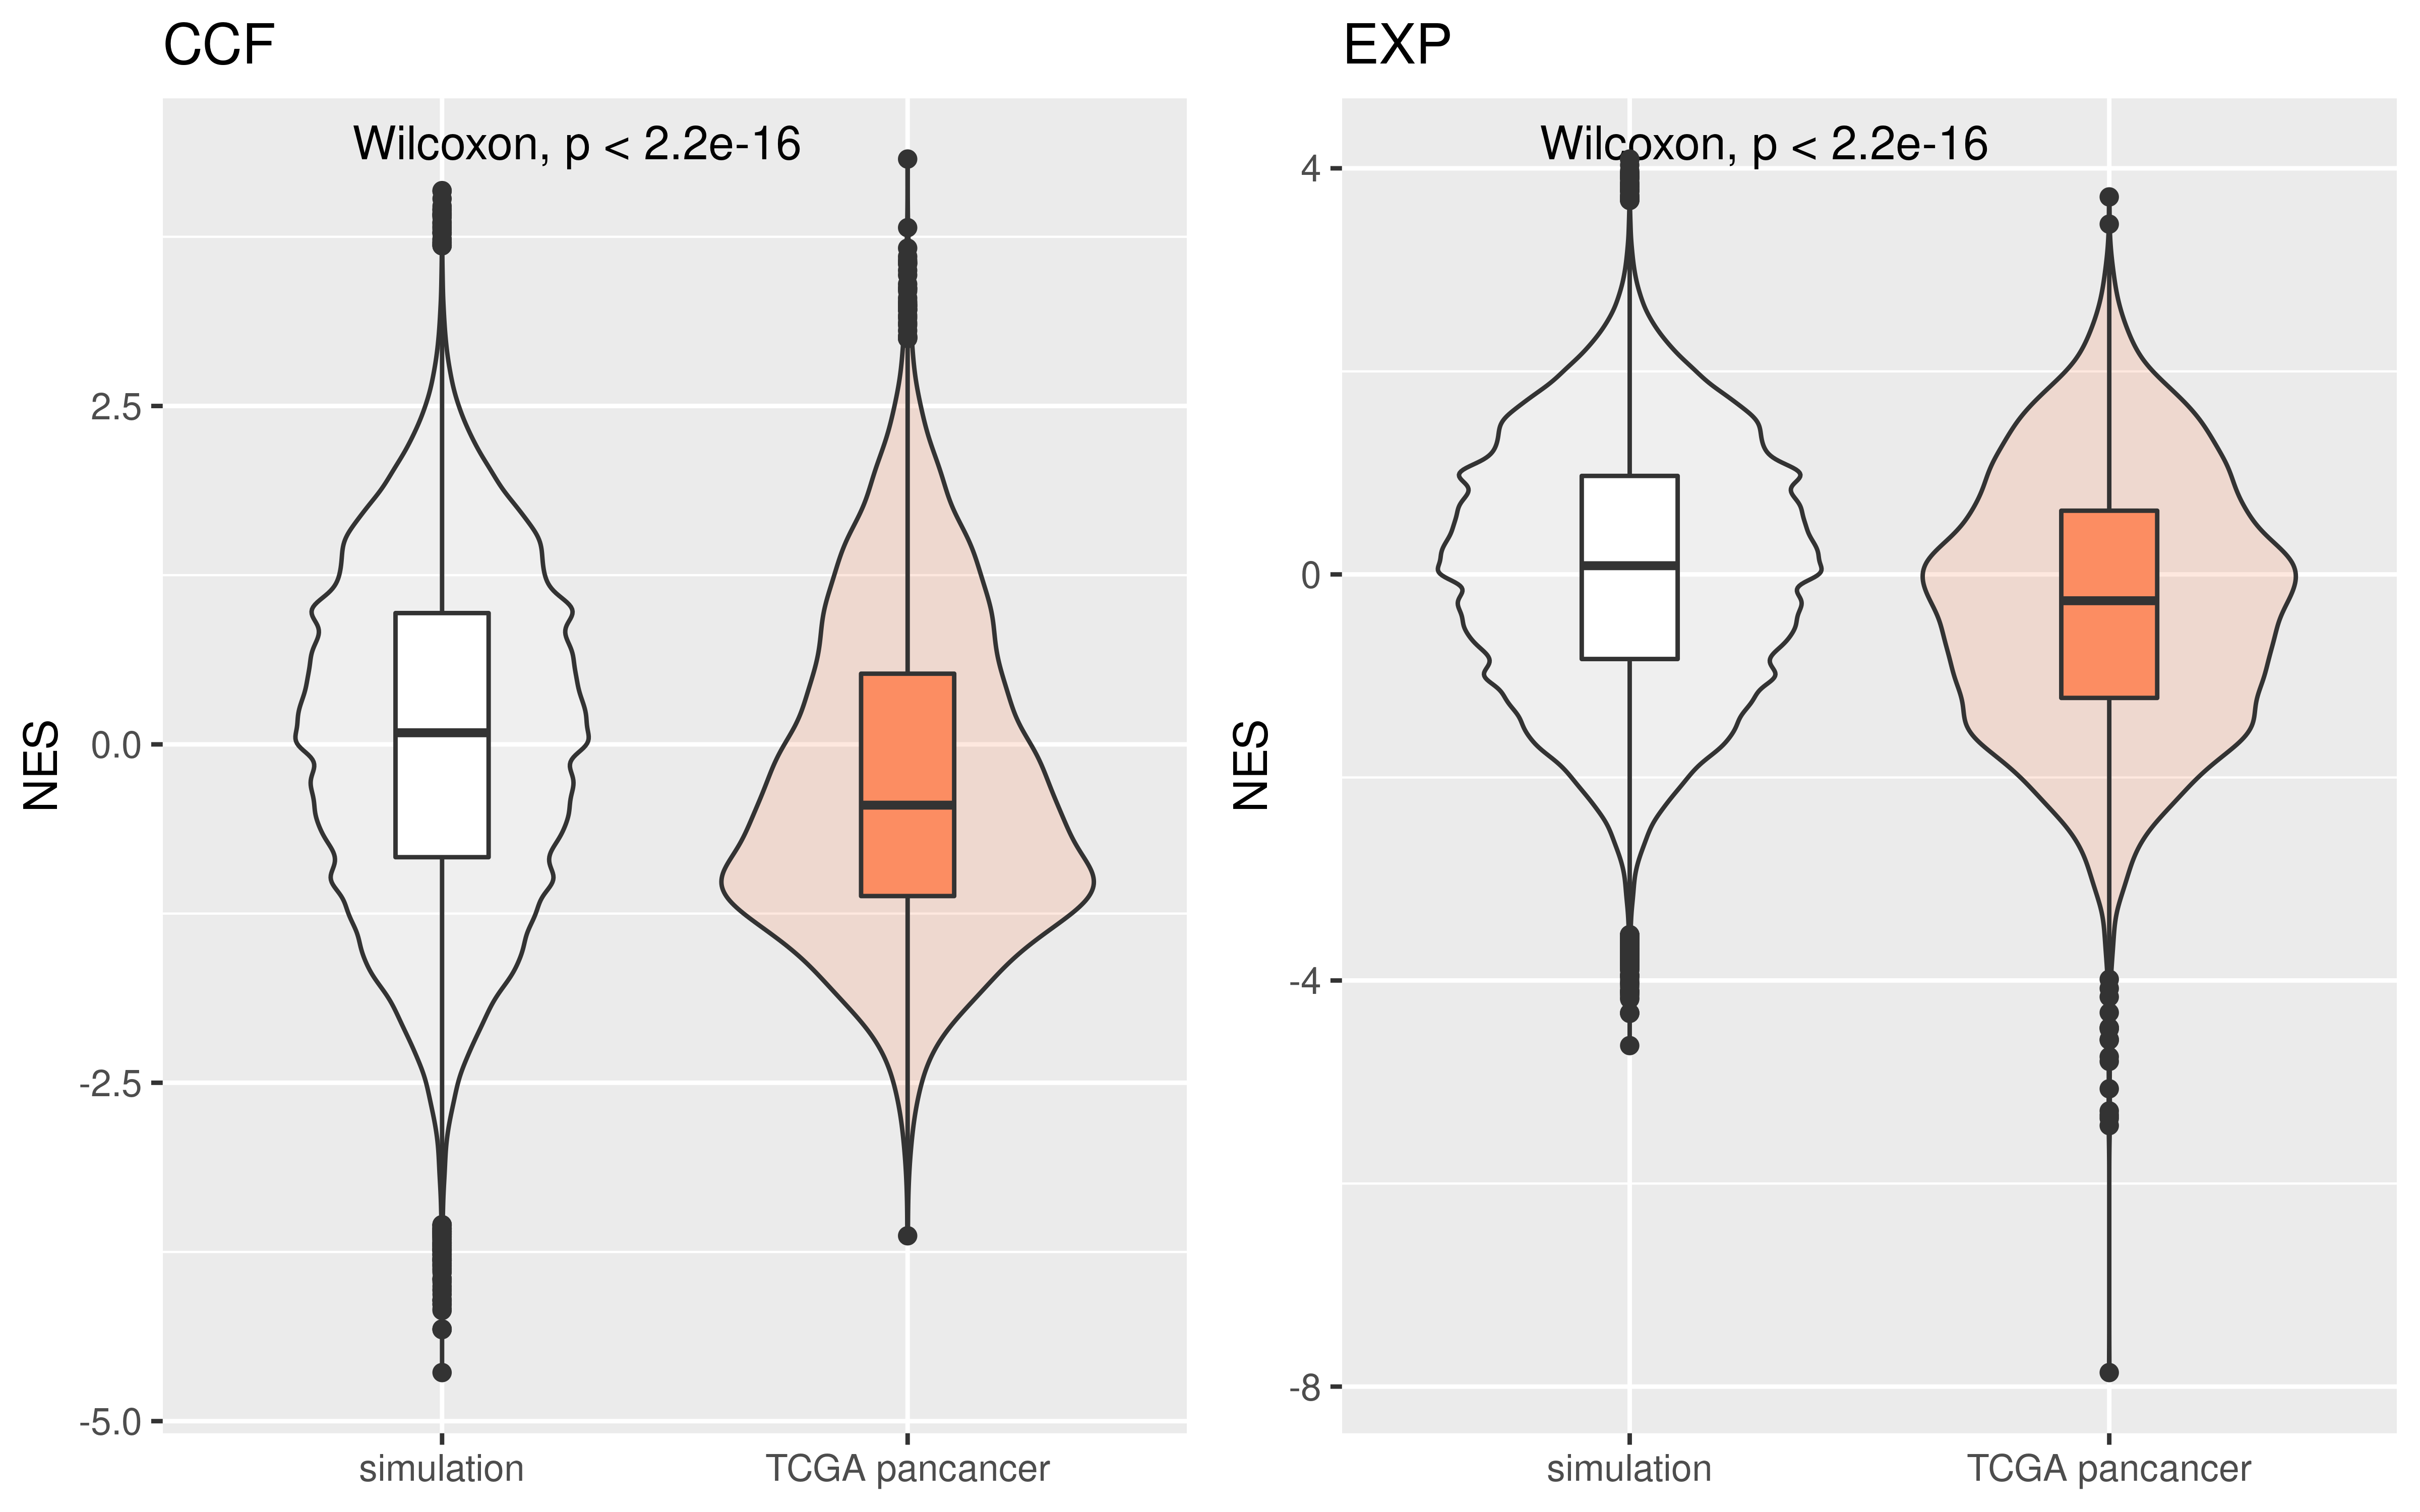 CCF
Wilcoxon, p < 2.2e-16
2.5
0.0
-2.5
-5.0
NES
simulation
TCGA pancancer
EXP
Wilcoxon, p < 2.2e-16
4
0
-4
-8
NES
simulation
TCGA pancancer